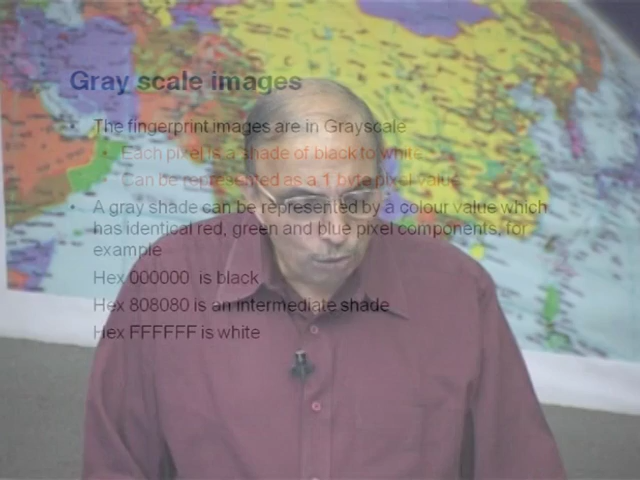 Gray scale images
• The fingerprint images are in Grayscale
• Each pixel is a shade of black to white
Can be represented as a 1 byte pixel value
• A gray shade can be represented by a colour value which
has identical red, green and blue pixel components, for
example
Hex 000000 is black
Hex 808080 is an intermediate shade
Hex FFFFFF is white